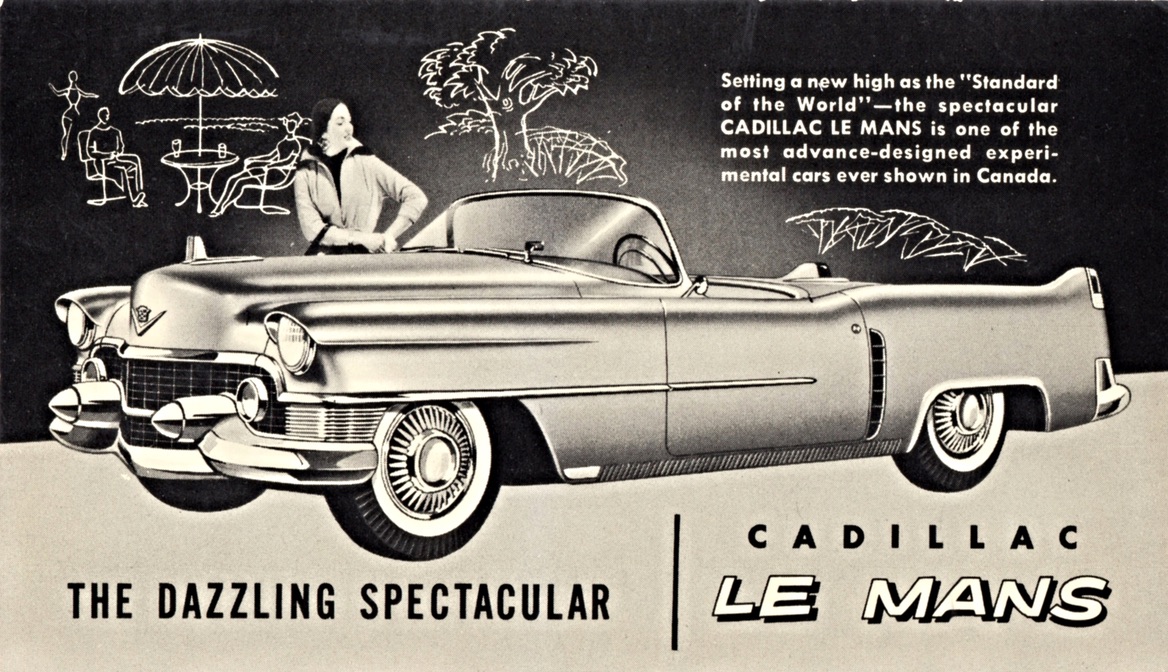 Setting a new high as the "Standard
of the World"—the spectacular
CADILLAC LE MANS is one of the
most advance-designed experi-
mental cars ever shown in Canada.
THE DAZZLING SPECTACULAR
CADILLAC
LE MANS